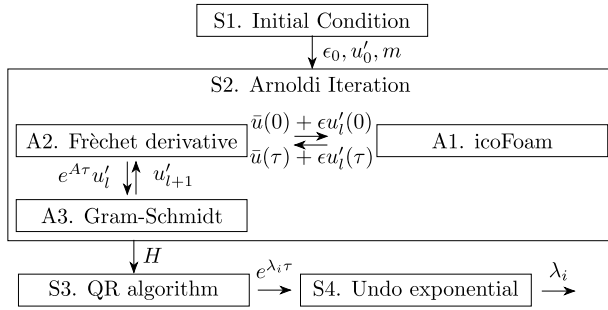 S1. Initial Condition
ϵ₀, u′₀, m
S2. Arnoldi Iteration
ū(0) + ϵu′ₗ(0)
A2. Frèchet derivative
A1. icoFoam
ū(τ) + ϵu′ₗ(τ)
e^{Aτ}u′ₗ
u′ₗ₊₁
A3. Gram-Schmidt
H
S3. QR algorithm
e^{λᵢτ}
S4. Undo exponential
λᵢ